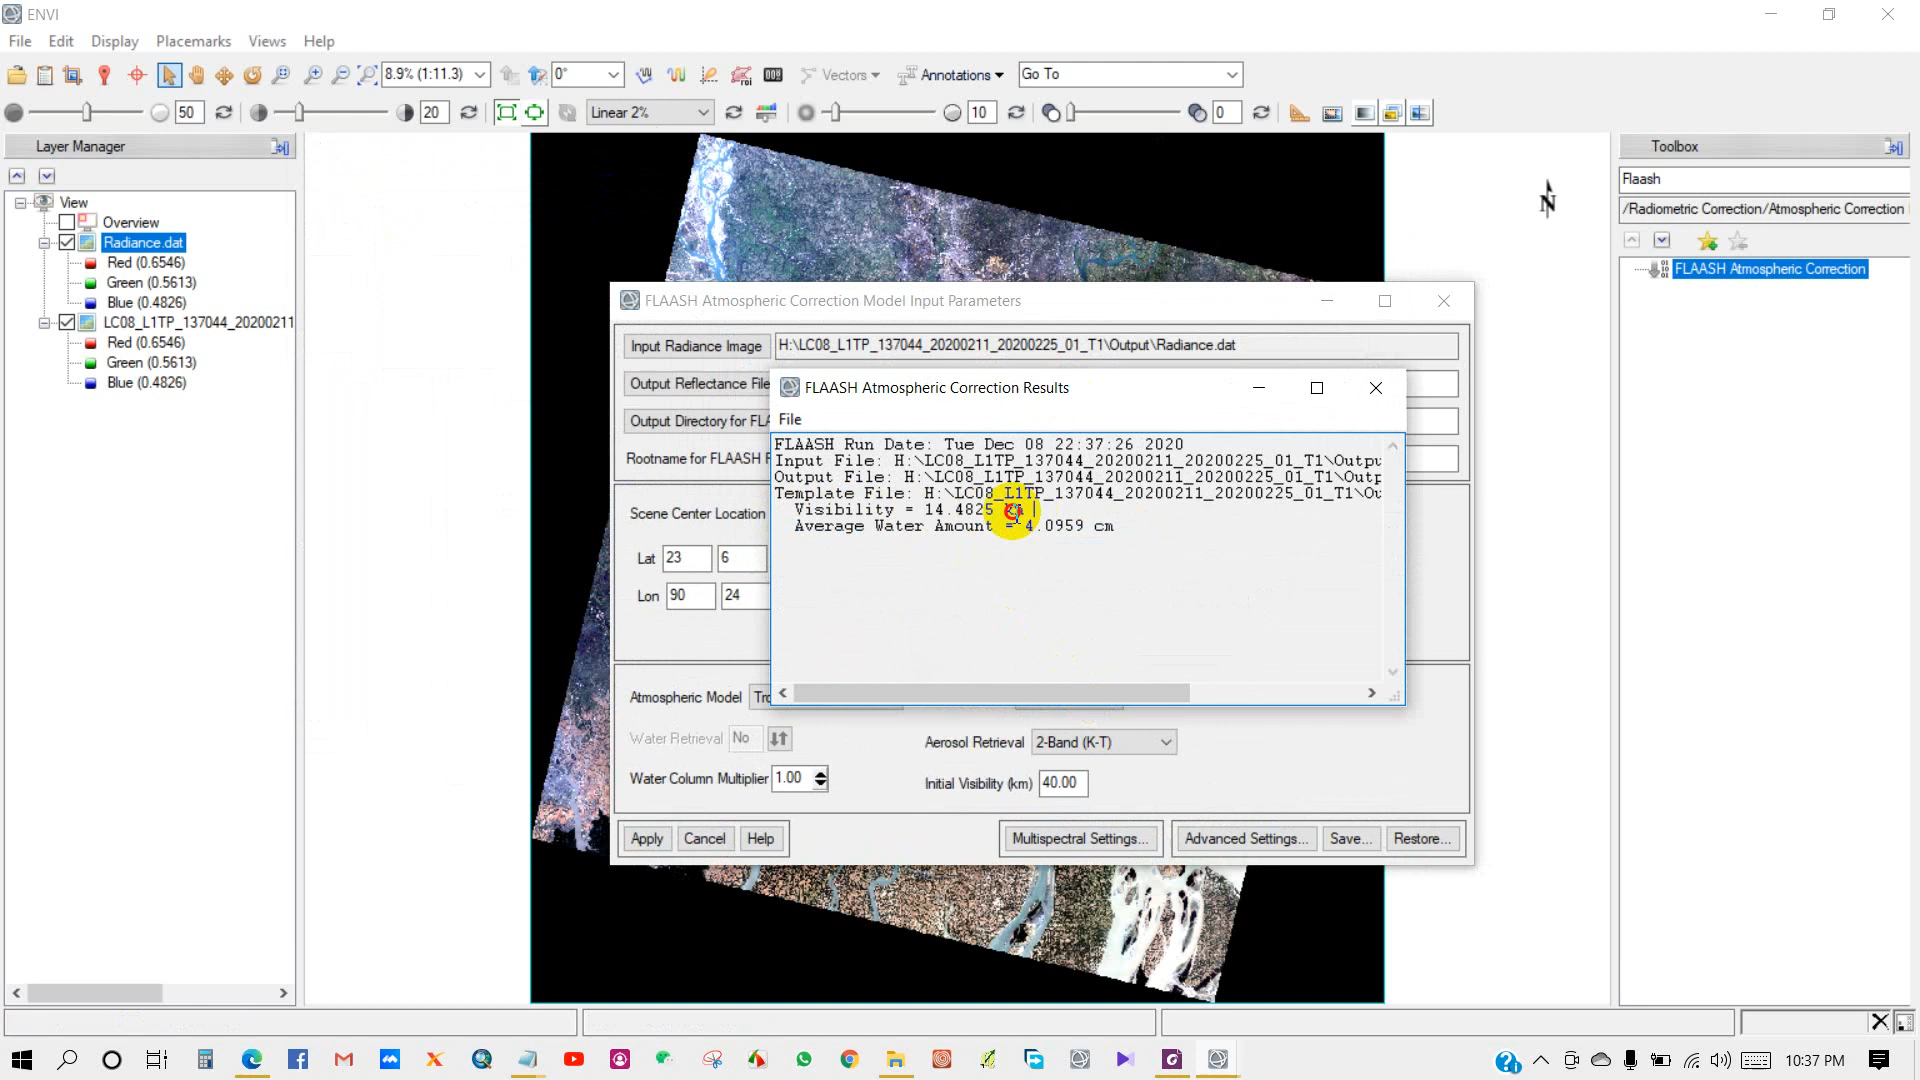 ENVI
File Edit Display Placemarks Views Help
8.9% (1:11.3) 0° Vectors Annotations Go To
50 20 Linear 2% 10 0
Layer Manager
View
Overview
Radiance.dat
Red (0.6546)
Green (0.5613)
Blue (0.4826)
LC08_L1TP_137044_20200211
Red (0.6546)
Green (0.5613)
Blue (0.4826)
N
Toolbox
Flaash
/Radiometric Correction/Atmospheric Correction
FLAASH Atmospheric Correction
FLAASH Atmospheric Correction Model Input Parameters
Input Radiance Image H:\LC08_L1TP_137044_20200211_20200225_01_T1\Output\Radiance.dat
Output Reflectance File
Output Directory for FLA
Rootname for FLAASH F
Scene Center Location
Lat 23 6
Lon 90 24
FLAASH Atmospheric Correction Results
File
FLAASH Run Date: Tue Dec 08 22:37:26 2020
Input File: H:\LC08_L1TP_137044_20200211_20200225_01_T1\Outpu
Output File: H:\LC08_L1TP_137044_20200211_20200225_01_T1\Outp
Template File: H:\LC08_L1TP_137044_20200211_20200225_01_T1\Ou
Visibility = 14.4825
Average Water Amount = 4.0959 cm
Atmospheric Model Tro
Water Retrieval No
Aerosol Retrieval 2-Band (K-T)
Water Column Multiplier 1.00
Initial Visibility (km) 40.00
Apply Cancel Help Multispectral Settings... Advanced Settings... Save... Restore...
10:37 PM